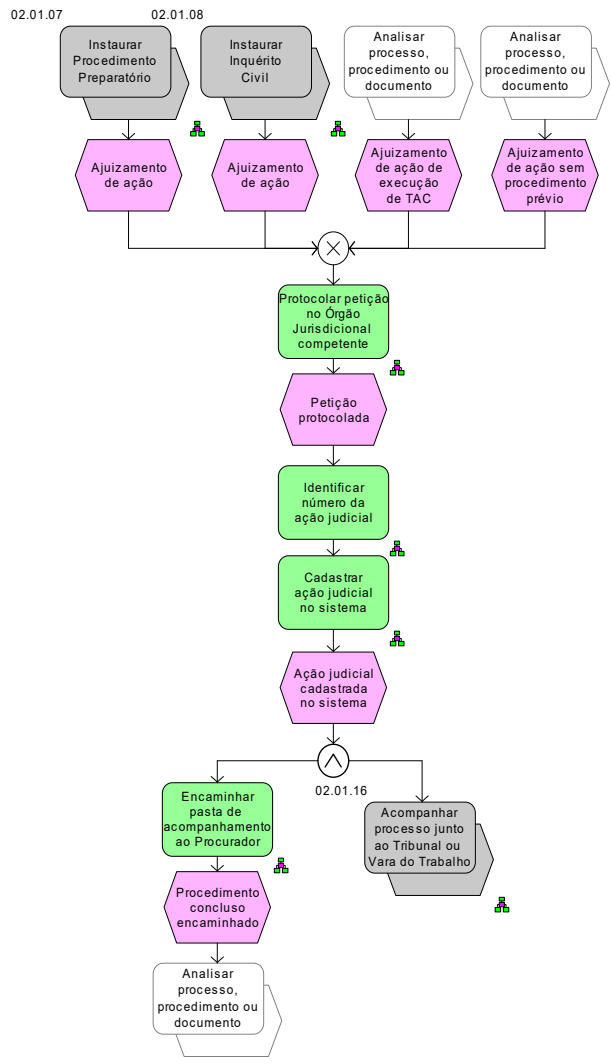 02.01.07
02.01.08
Instaurar
Procedimento
Preparatório
Instaurar
Inquérito
Civil
Analisar
processo,
procedimento ou
documento
Analisar
processo,
procedimento ou
documento
Ajuizamento
de ação
Ajuizamento
de ação
Ajuizamento
de ação de
execução
de TAC
Ajuizamento
de ação sem
procedimento
prévio
Protocolar petição
no Órgão
Jurisdicional
competente
Petição
protocolada
Identificar
número da
ação judicial
Cadastrar
ação judicial
no sistema
Ação judicial
cadastrada
no sistema
02.01.16
Encaminhar
pasta de
acompanhamento
ao Procurador
Acompanhar
processo junto
ao Tribunal ou
Vara do Trabalho
Procedimento
concluso
encaminhado
Analisar
processo,
procedimento ou
documento